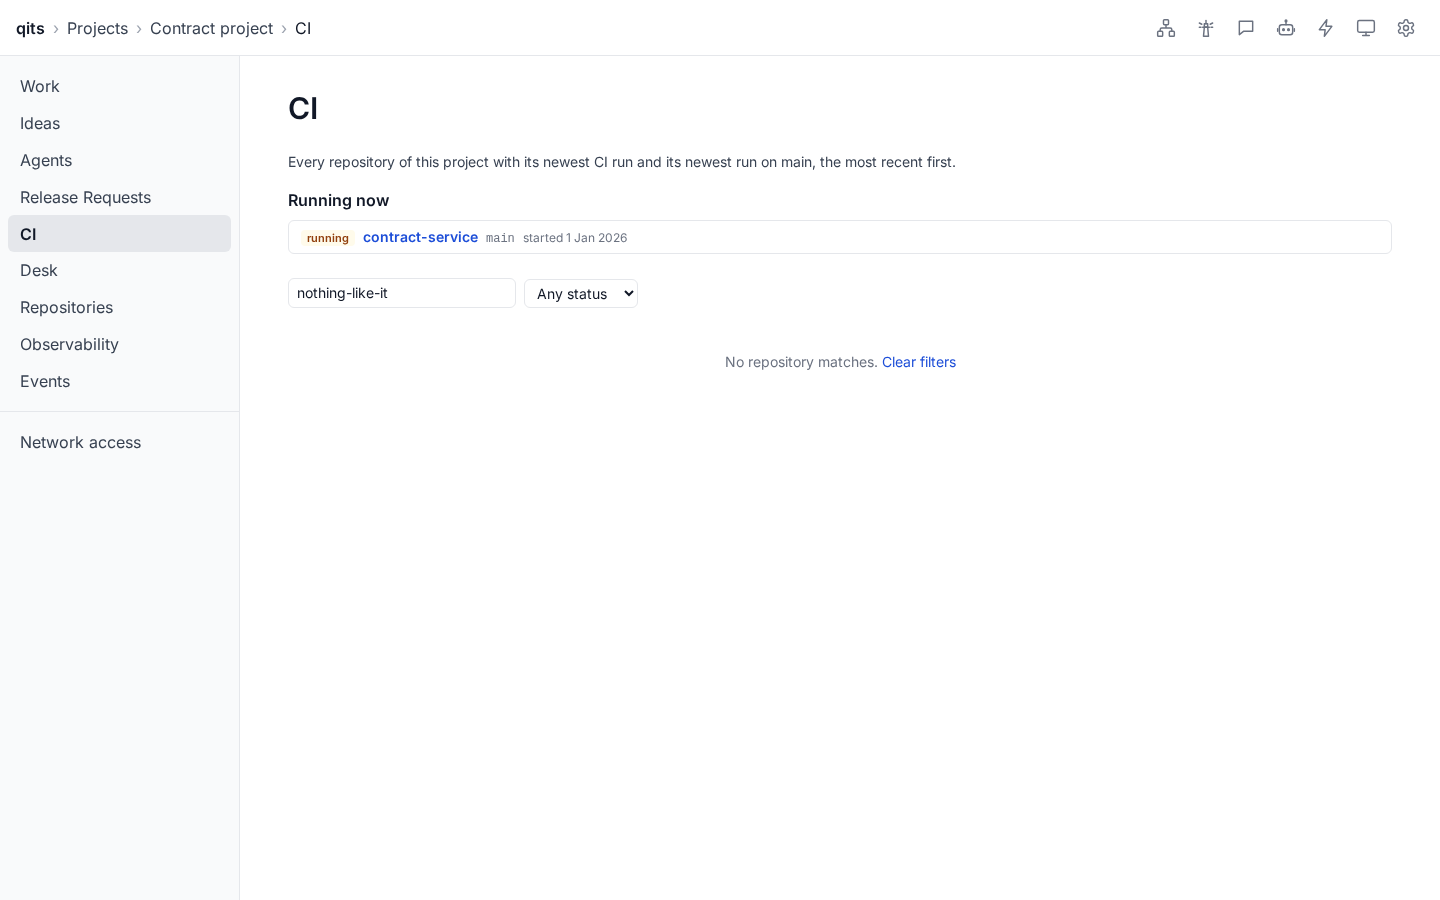 qits › Projects › Contract project › CI
Work
Ideas
Agents
Release Requests
CI
Desk
Repositories
Observability
Events
Network access
CI
Every repository of this project with its newest CI run and its newest run on main, the most recent first.
Running now
running contract-service main started 1 Jan 2026
nothing-like-it Any status
No repository matches. Clear filters